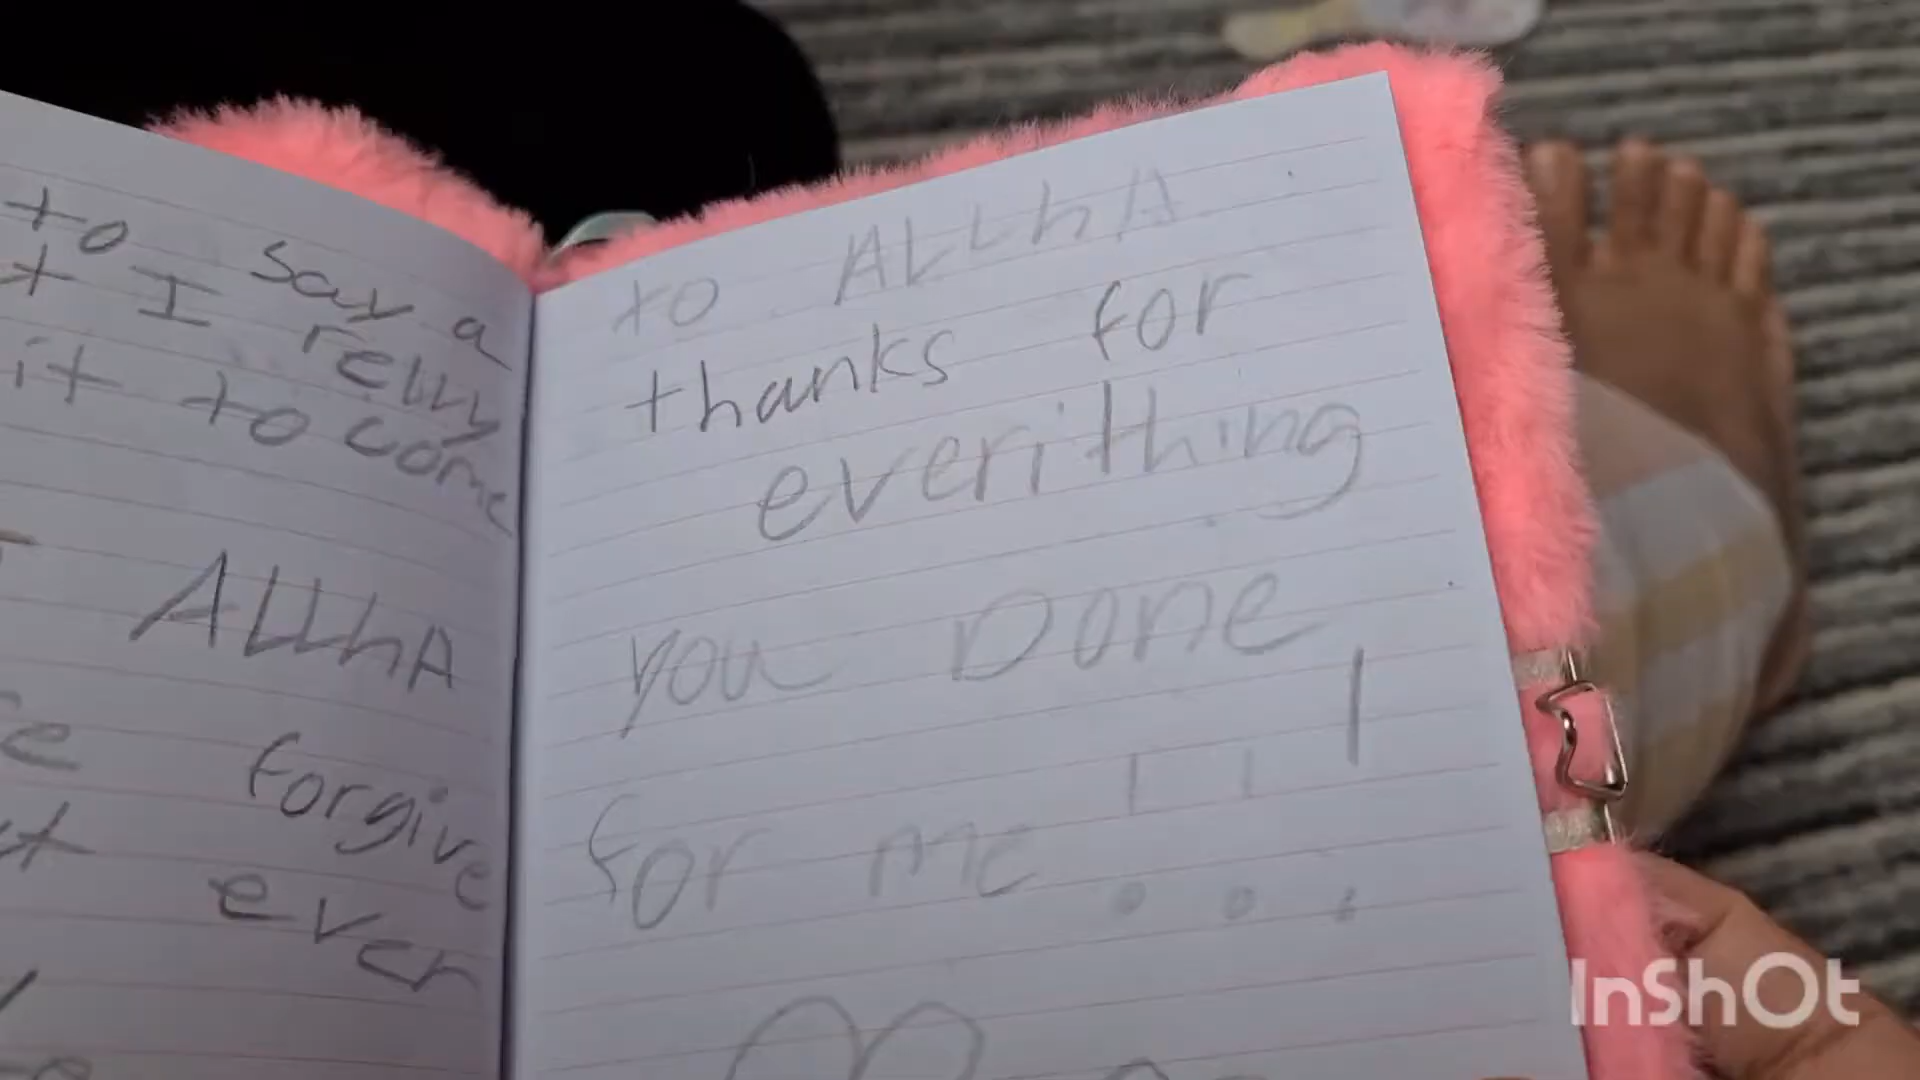 to say a
t I relly
it to come
ALLhA
forgive
ever
to ALLhA
thanks for
everithing
you Done
for me !!!
InShOt